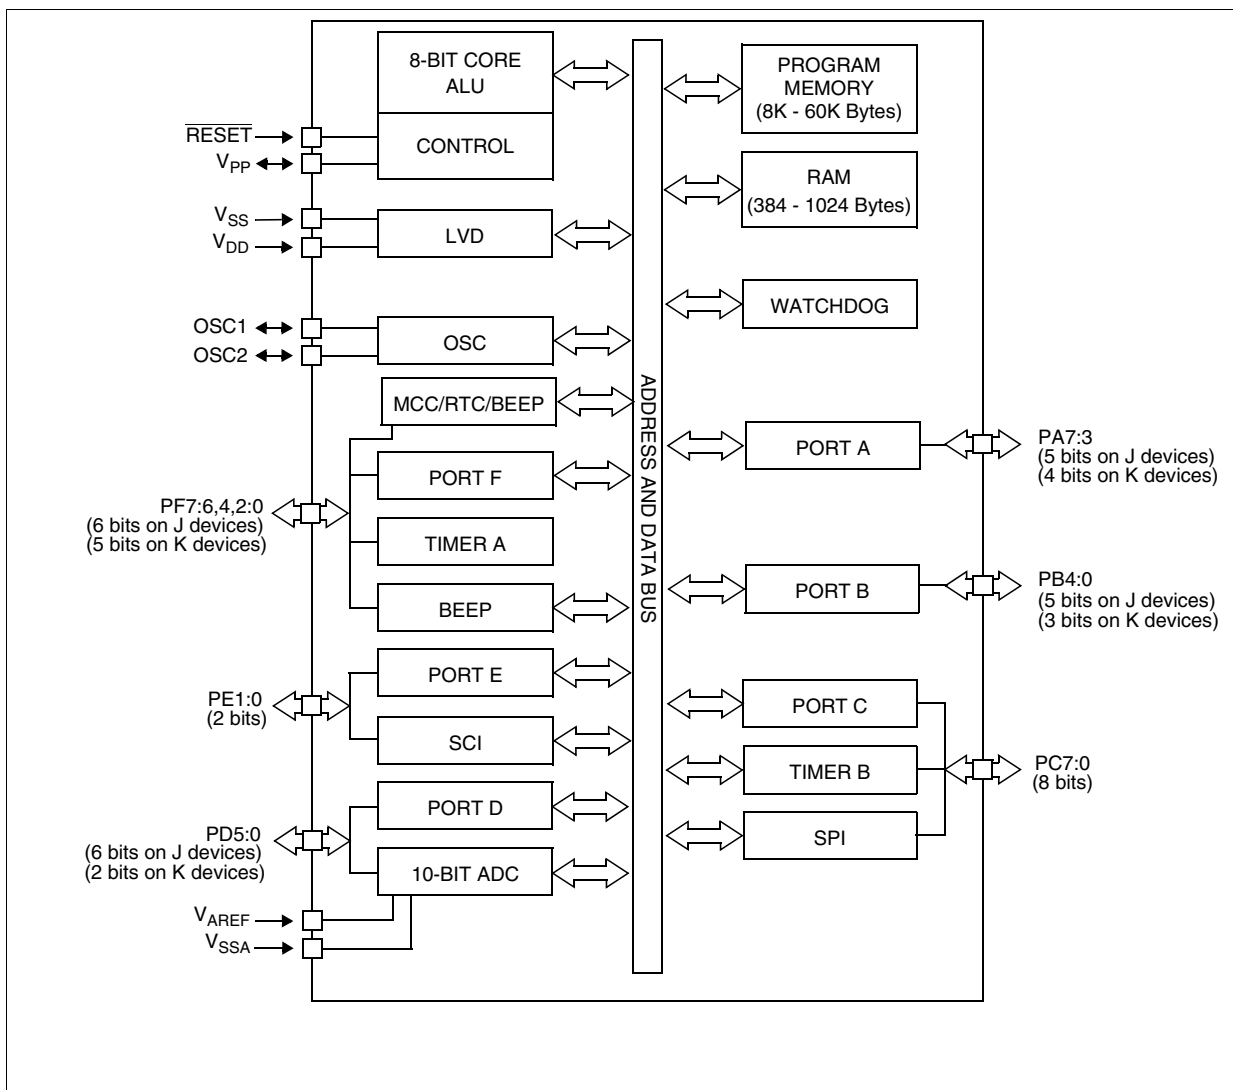 8-BIT CORE
ALU
CONTROL
RESET
VPP
VSS
VDD
LVD
OSC1
OSC2
OSC
MCC/RTC/BEEP
PORT F
PF7:6,4,2:0
(6 bits on J devices)
(5 bits on K devices)
TIMER A
BEEP
PORT E
PE1:0
(2 bits)
SCI
PORT D
PD5:0
(6 bits on J devices)
(2 bits on K devices)
10-BIT ADC
VAREF
VSSA
ADDRESS AND DATA BUS
PROGRAM
MEMORY
(8K - 60K Bytes)
RAM
(384 - 1024 Bytes)
WATCHDOG
PORT A
PA7:3
(5 bits on J devices)
(4 bits on K devices)
PORT B
PB4:0
(5 bits on J devices)
(3 bits on K devices)
PORT C
TIMER B
PC7:0
(8 bits)
SPI